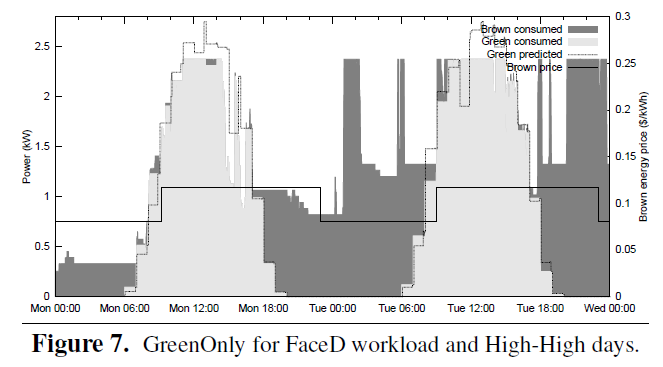 Brown consumed
Green consumed
Green predicted
Brown price
Power (kW)
2.5
2
1.5
1
0.5
0
0.3
0.25
0.2
0.15
0.1
0.05
0
Brown energy price ($/kWh)
Mon 00:00 Mon 06:00 Mon 12:00 Mon 18:00 Tue 00:00 Tue 06:00 Tue 12:00 Tue 18:00 Wed 00:00
Figure 7. GreenOnly for FaceD workload and High-High days.